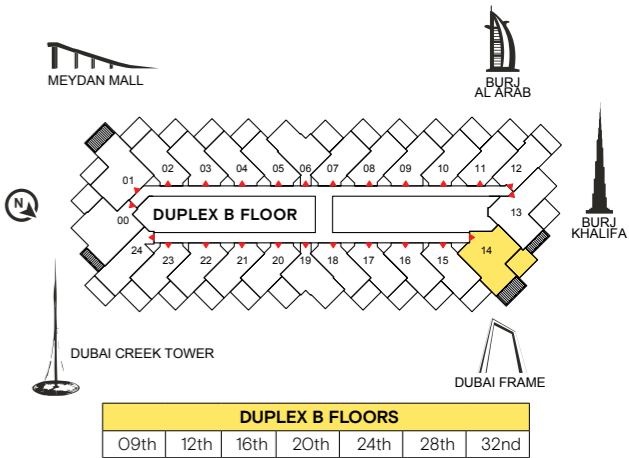 MEYDAN MALL
BURJ
AL ARAB
BURJ
KHALIFA
N
01 02 03 04 05 06 07 08 09 10 11 12
00 DUPLEX B FLOOR 13
24 23 22 21 20 19 18 17 16 15 14
DUBAI CREEK TOWER
DUBAI FRAME
DUPLEX B FLOORS
09th 12th 16th 20th 24th 28th 32nd